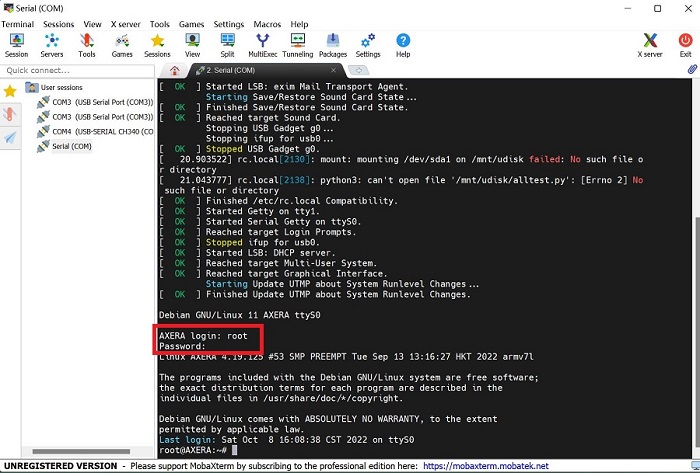 Serial (COM)
Terminal Sessions View X server Tools Games Settings Macros Help
Session Servers Tools Games Sessions View Split MultiExec Tunneling Packages Settings Help X server Exit
Quick connect...
2. Serial (COM)
User sessions
COM3 (USB Serial Port (COM3))
COM3 (USB Serial Port (COM3))
COM4 (USB-SERIAL CH340 (CO
Serial (COM)
[ OK ] Started LSB: exim Mail Transport Agent.
Starting Save/Restore Sound Card State...
[ OK ] Finished Save/Restore Sound Card State.
[ OK ] Reached target Sound Card.
Stopping USB Gadget g0...
Stopping ifup for usb0...
[ OK ] Stopped USB Gadget g0.
[ 20.903522] rc.local[2130]: mount: mounting /dev/sda1 on /mnt/udisk failed: No such file o
r directory
[ 21.043777] rc.local[2138]: python3: can't open file '/mnt/udisk/alltest.py': [Errno 2] No
such file or directory
[ OK ] Finished /etc/rc.local Compatibility.
[ OK ] Started Getty on tty1.
[ OK ] Started Serial Getty on ttyS0.
[ OK ] Reached target Login Prompts.
[ OK ] Stopped ifup for usb0.
[ OK ] Started LSB: DHCP server.
[ OK ] Reached target Multi-User System.
[ OK ] Reached target Graphical Interface.
Starting Update UTMP about System Runlevel Changes...
[ OK ] Finished Update UTMP about System Runlevel Changes.
Debian GNU/Linux 11 AXERA ttyS0
AXERA login: root
Password:
Linux AXERA 4.19.125 #53 SMP PREEMPT Tue Sep 13 13:16:27 HKT 2022 armv7l
The programs included with the Debian GNU/Linux system are free software;
the exact distribution terms for each program are described in the
individual files in /usr/share/doc/*/copyright.
Debian GNU/Linux comes with ABSOLUTELY NO WARRANTY, to the extent
permitted by applicable law.
Last login: Sat Oct 8 16:08:38 CST 2022 on ttyS0
root@AXERA:~#
UNREGISTERED VERSION - Please support MobaXterm by subscribing to the professional edition here: https://mobaxterm.mobatek.net